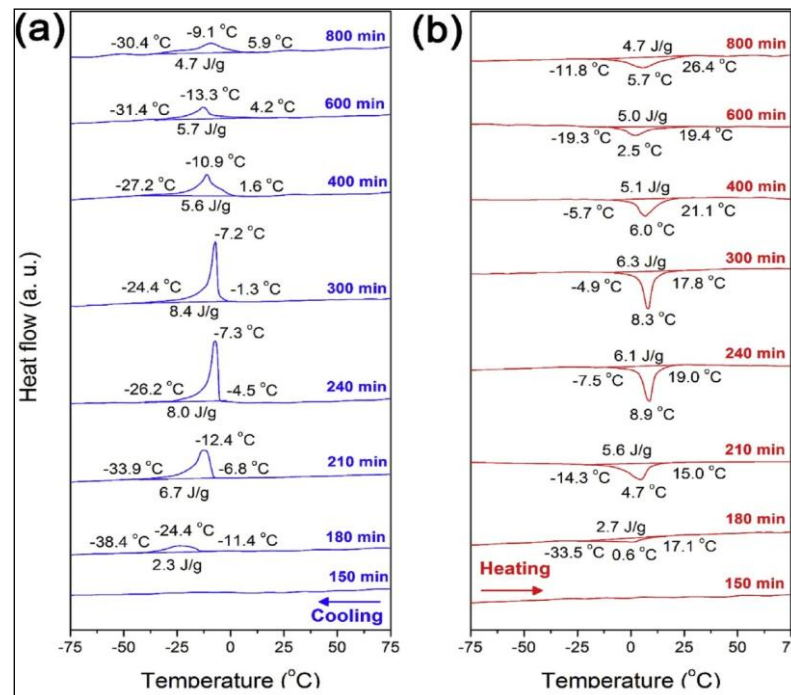 (a)
800 min
-9.1 °C
-30.4 °C
5.9 °C
4.7 J/g
600 min
-13.3 °C
-31.4 °C
4.2 °C
5.7 J/g
400 min
-10.9 °C
-27.2 °C
1.6 °C
5.6 J/g
-7.2 °C
300 min
-24.4 °C
-1.3 °C
8.4 J/g
-7.3 °C
240 min
-26.2 °C
-4.5 °C
8.0 J/g
-12.4 °C
210 min
-33.9 °C
-6.8 °C
6.7 J/g
180 min
-24.4 °C
-38.4 °C
-11.4 °C
2.3 J/g
150 min
Cooling
-75 -50 -25 0 25 50 75
Temperature (°C)
Heat flow (a. u.)
(b)
800 min
4.7 J/g
-11.8 °C
26.4 °C
5.7 °C
600 min
5.0 J/g
-19.3 °C
19.4 °C
2.5 °C
400 min
5.1 J/g
-5.7 °C
21.1 °C
6.0 °C
300 min
6.3 J/g
-4.9 °C
17.8 °C
8.3 °C
240 min
6.1 J/g
-7.5 °C
19.0 °C
8.9 °C
210 min
5.6 J/g
-14.3 °C
15.0 °C
4.7 °C
180 min
2.7 J/g
-33.5 °C
0.6 °C
17.1 °C
Heating
150 min
-75 -50 -25 0 25 50 7
Temperature (°C)